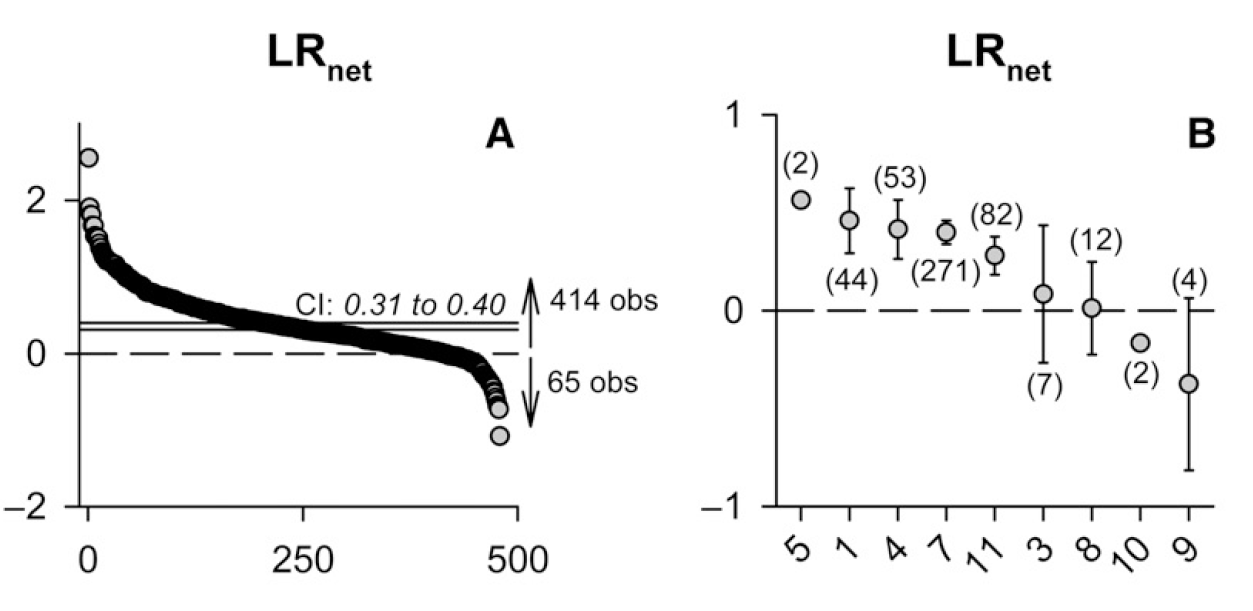 LRnet
A
2
0
−2
CI: 0.31 to 0.40
414 obs
65 obs
0 250 500
LRnet
B
1
0
−1
(2)
(44)
(53)
(271)
(82)
(7)
(12)
(2)
(4)
5 1 4 7 11 3 8 10 9